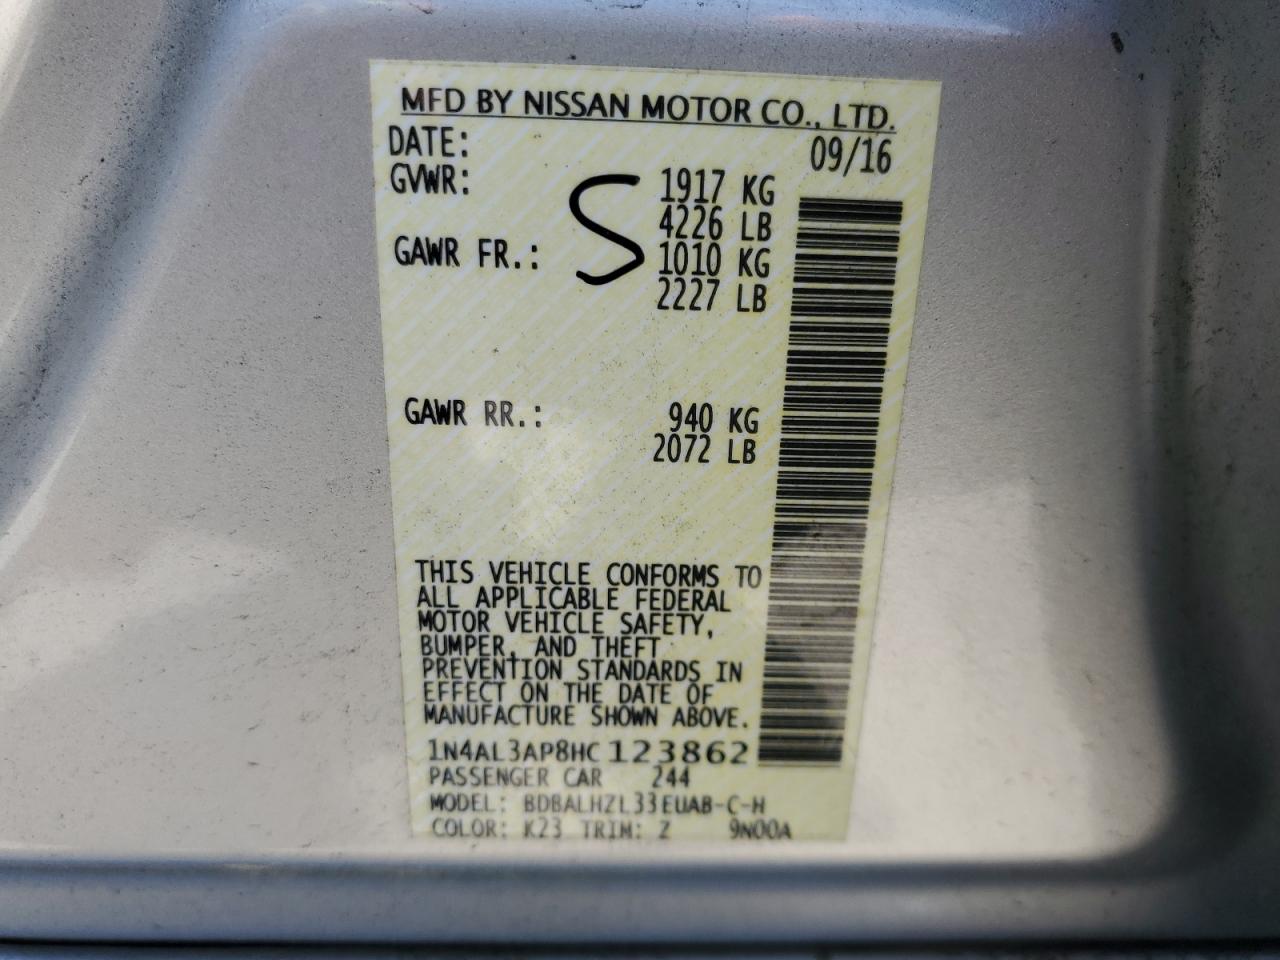 MFD BY NISSAN MOTOR CO., LTD.
DATE: 09/16
GVWR: 1917 KG
4226 LB
GAWR FR.: S 1010 KG
2227 LB
GAWR RR.: 940 KG
2072 LB
THIS VEHICLE CONFORMS TO
ALL APPLICABLE FEDERAL
MOTOR VEHICLE SAFETY,
BUMPER, AND THEFT
PREVENTION STANDARDS IN
EFFECT ON THE DATE OF
MANUFACTURE SHOWN ABOVE.
1N4AL3AP8HC123862
PASSENGER CAR 244
MODEL: BDBALHZL33EUAB-C-H
COLOR: K23 TRIM: Z 9N00A